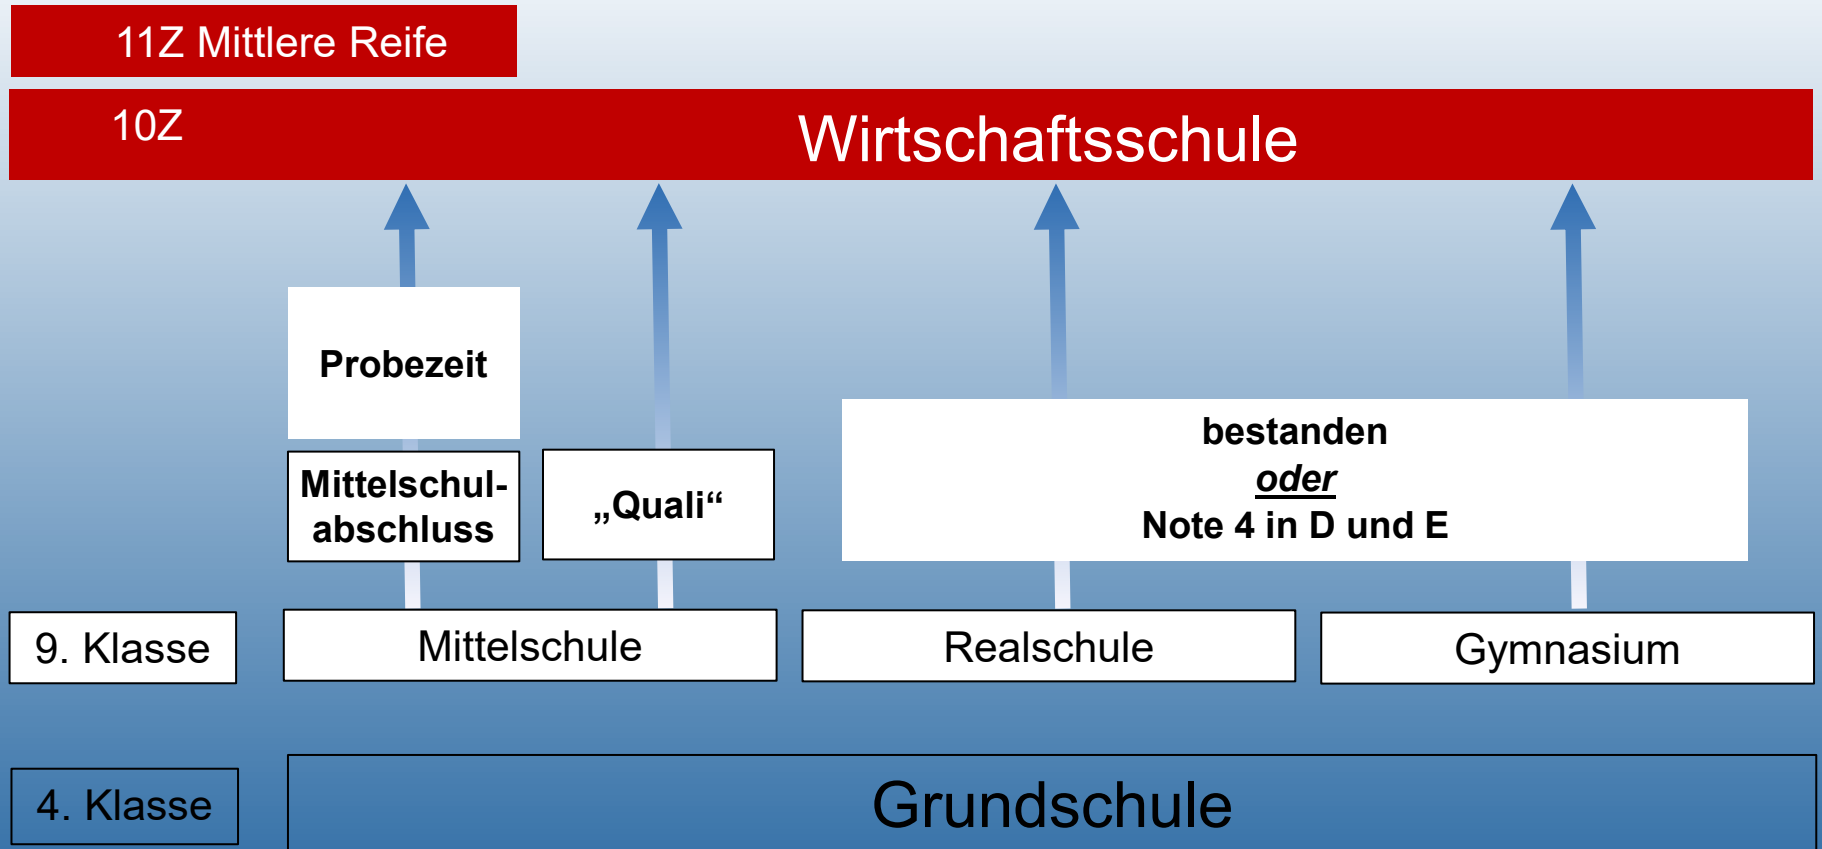 11Z Mittlere Reife
10Z
Wirtschaftsschule
Probezeit
Mittelschul-
abschluss
„Quali“
bestanden
oder
Note 4 in D und E
9. Klasse
Mittelschule
Realschule
Gymnasium
4. Klasse
Grundschule